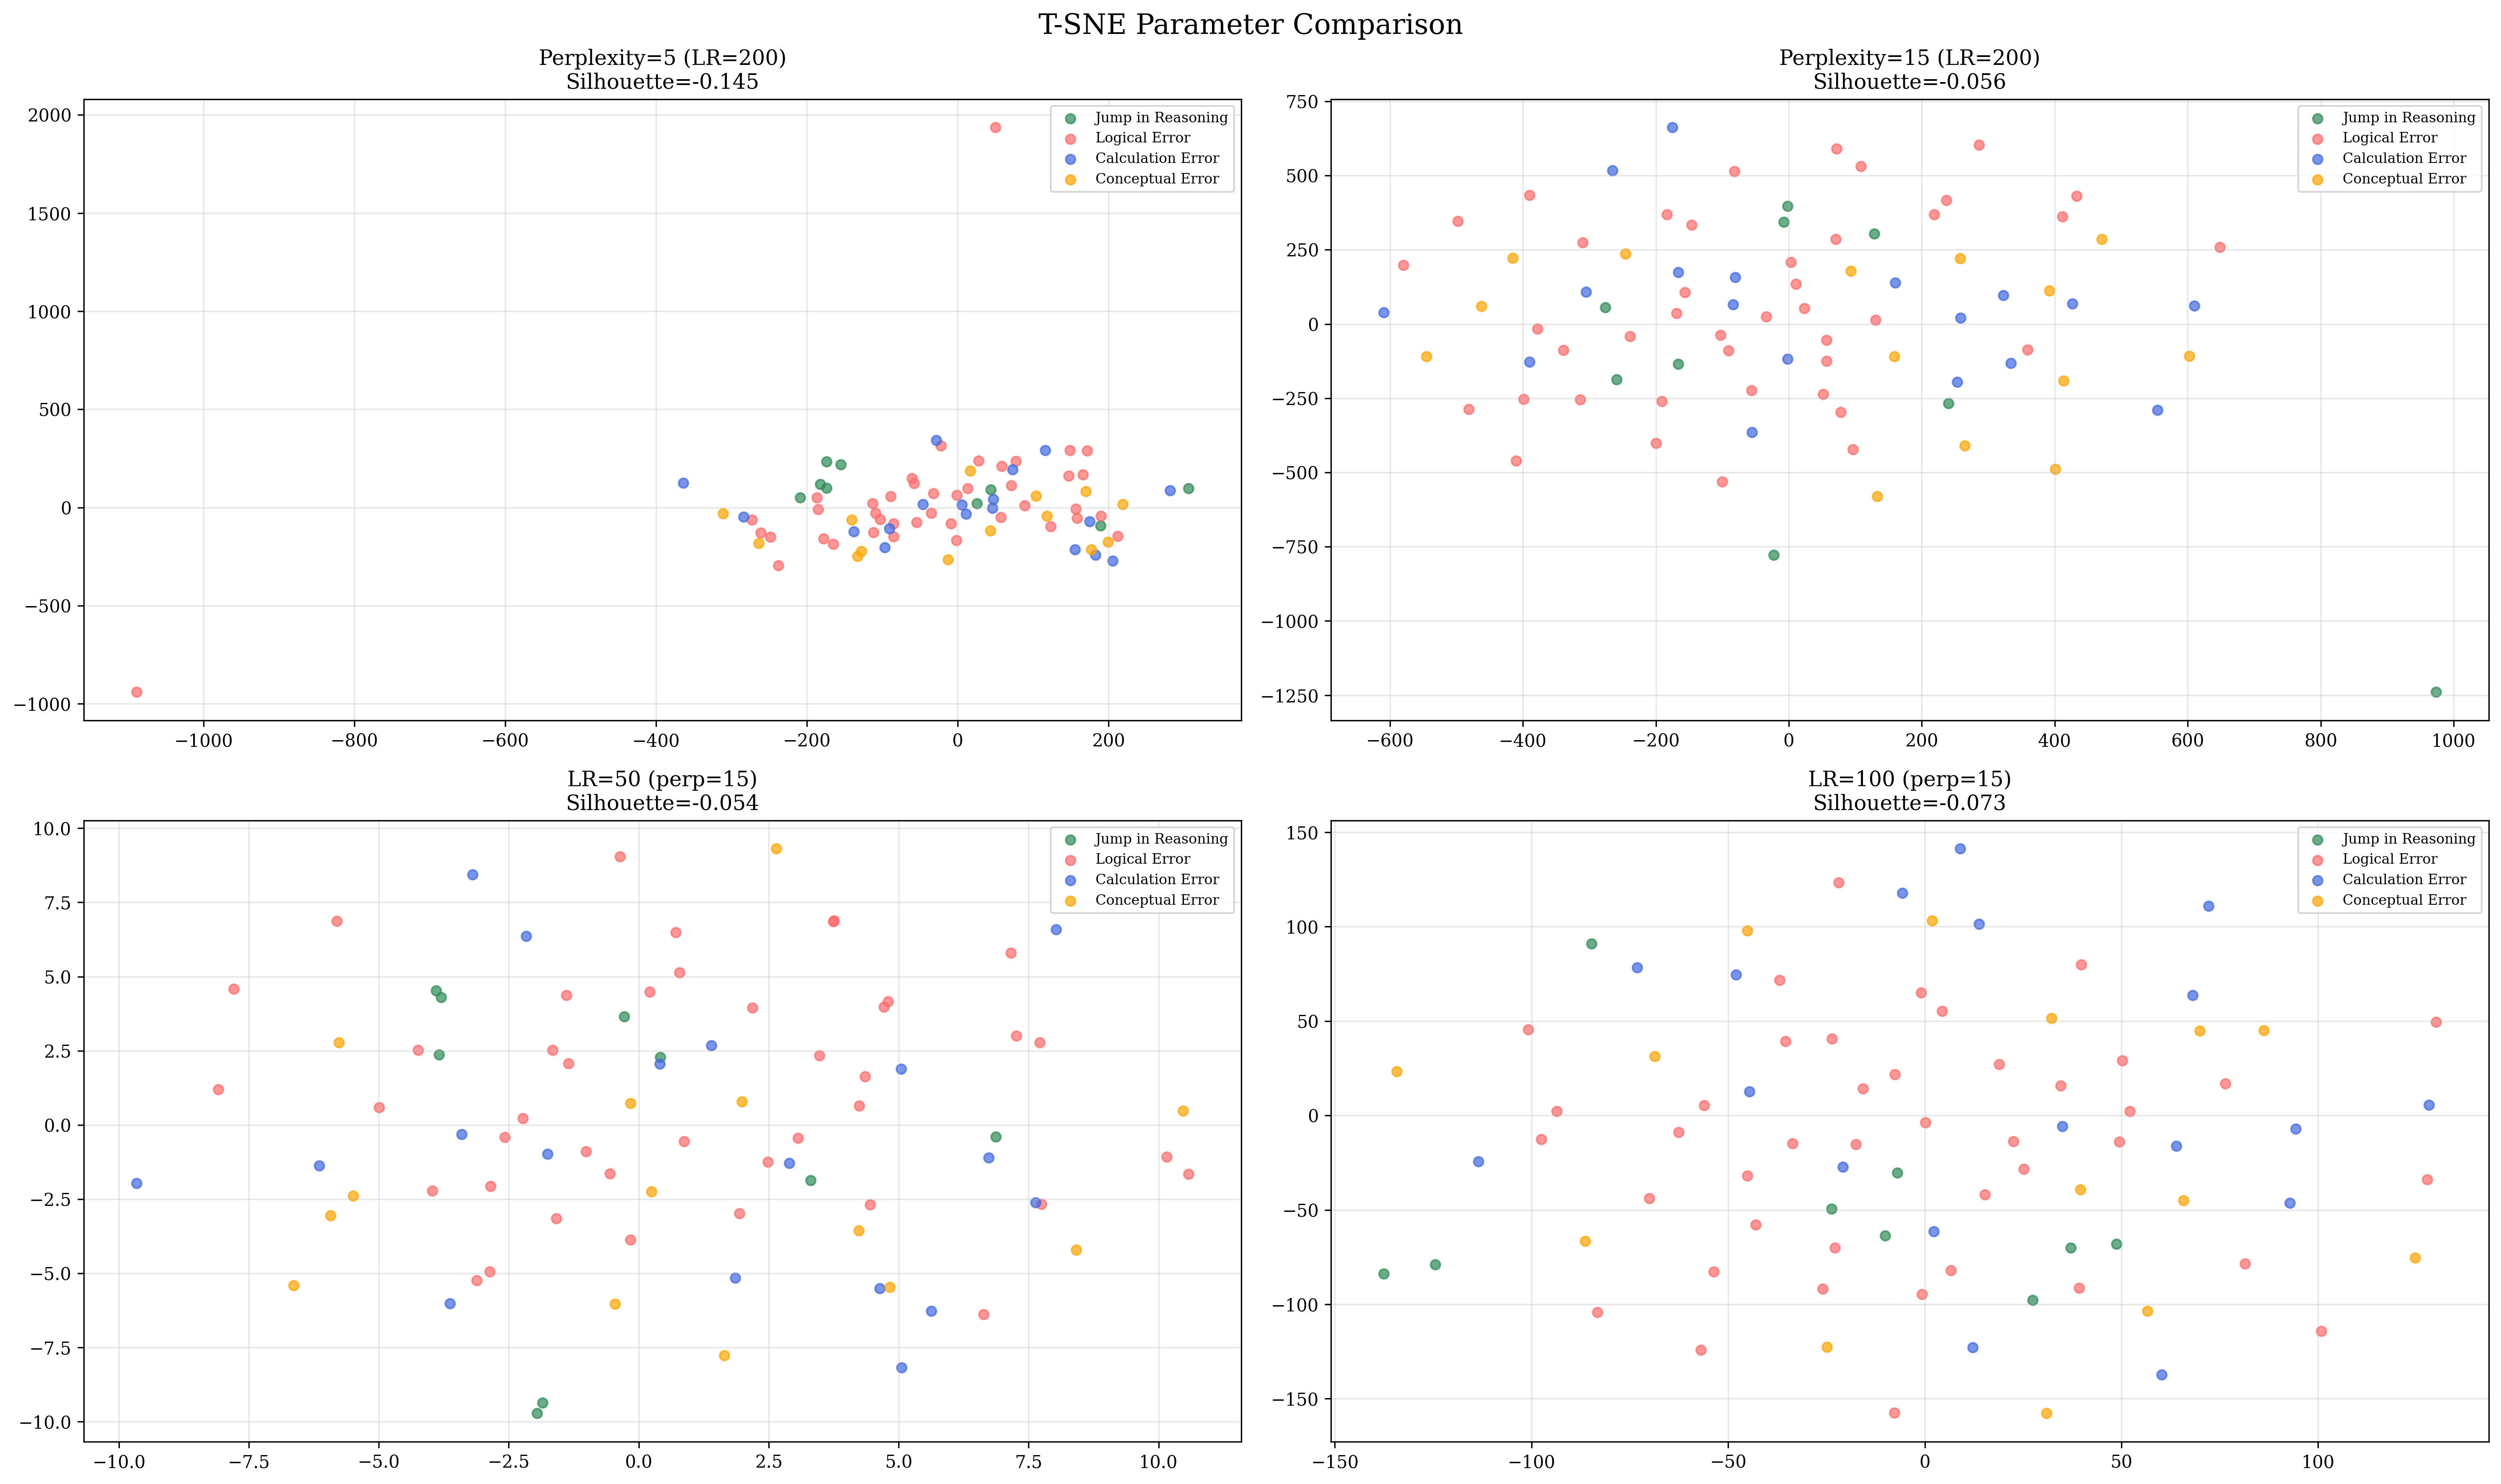 T-SNE Parameter Comparison
Perplexity=5 (LR=200)
Silhouette=-0.145
2000
1500
1000
500
0
−500
−1000
−1000
−800
−600
−400
−200
0
200
Jump in Reasoning
Logical Error
Calculation Error
Conceptual Error
Perplexity=15 (LR=200)
Silhouette=-0.056
750
500
250
0
−250
−500
−750
−1000
−1250
−600
−400
−200
0
200
400
600
800
1000
Jump in Reasoning
Logical Error
Calculation Error
Conceptual Error
LR=50 (perp=15)
Silhouette=-0.054
10.0
7.5
5.0
2.5
0.0
−2.5
−5.0
−7.5
−10.0
−10.0
−7.5
−5.0
−2.5
0.0
2.5
5.0
7.5
10.0
Jump in Reasoning
Logical Error
Calculation Error
Conceptual Error
LR=100 (perp=15)
Silhouette=-0.073
150
100
50
0
−50
−100
−150
−150
−100
−50
0
50
100
Jump in Reasoning
Logical Error
Calculation Error
Conceptual Error